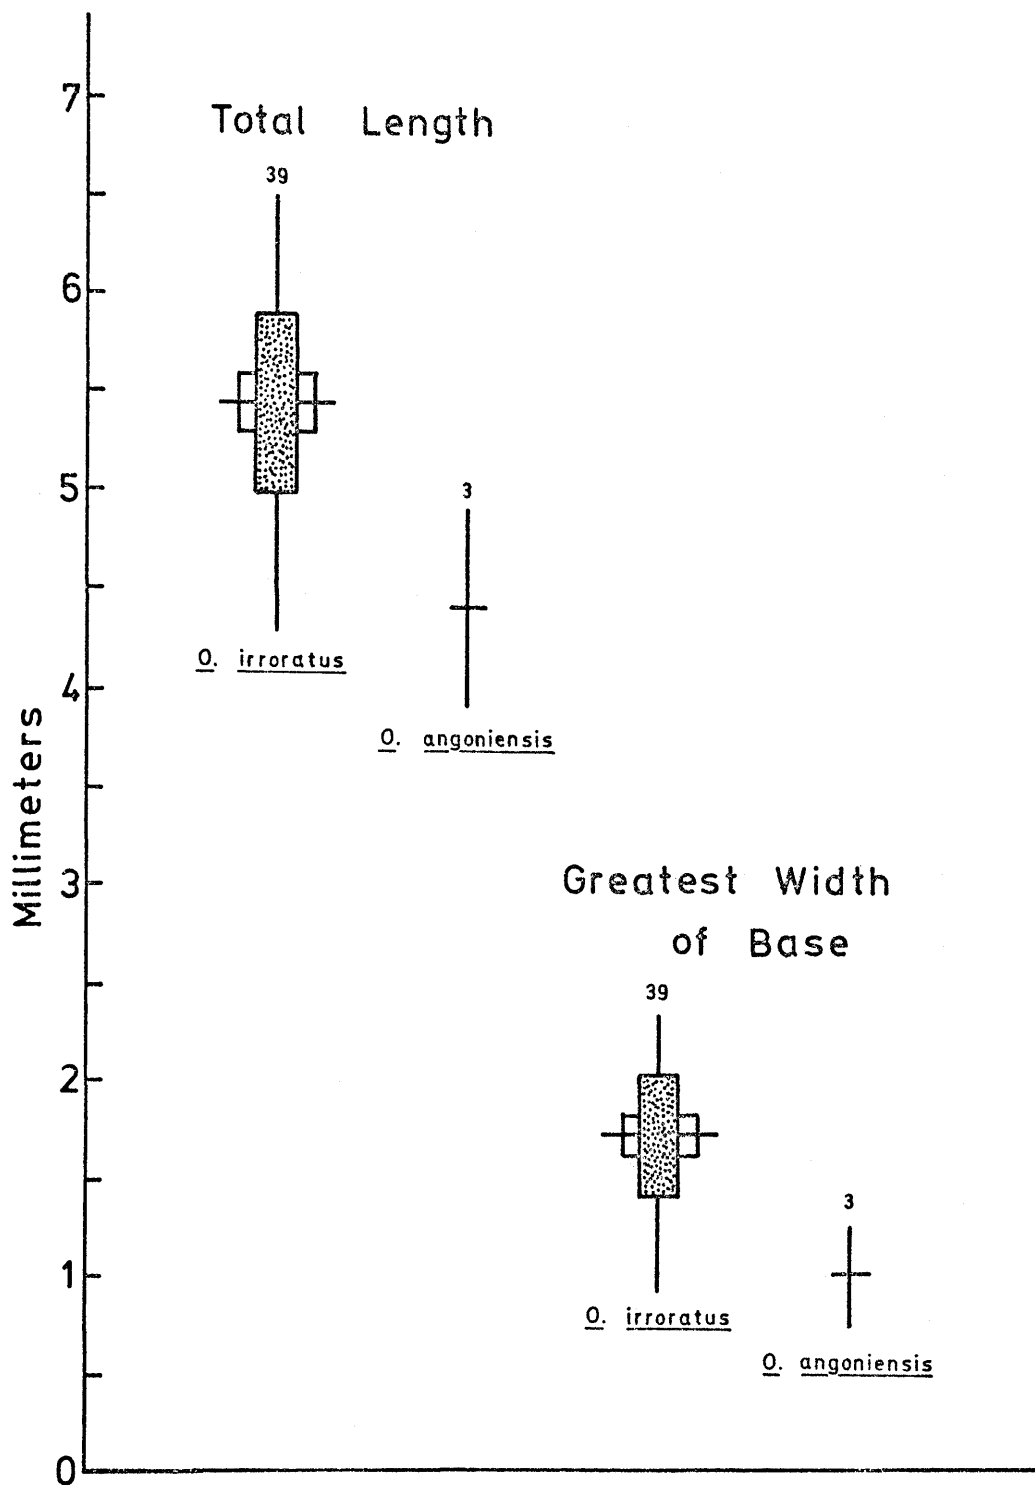 7
Total Length
39
6
5
3
O. irroratus
4
O. angoniensis
Millimeters
3
Greatest Width
of Base
39
2
3
1
O. irroratus
O. angoniensis
0